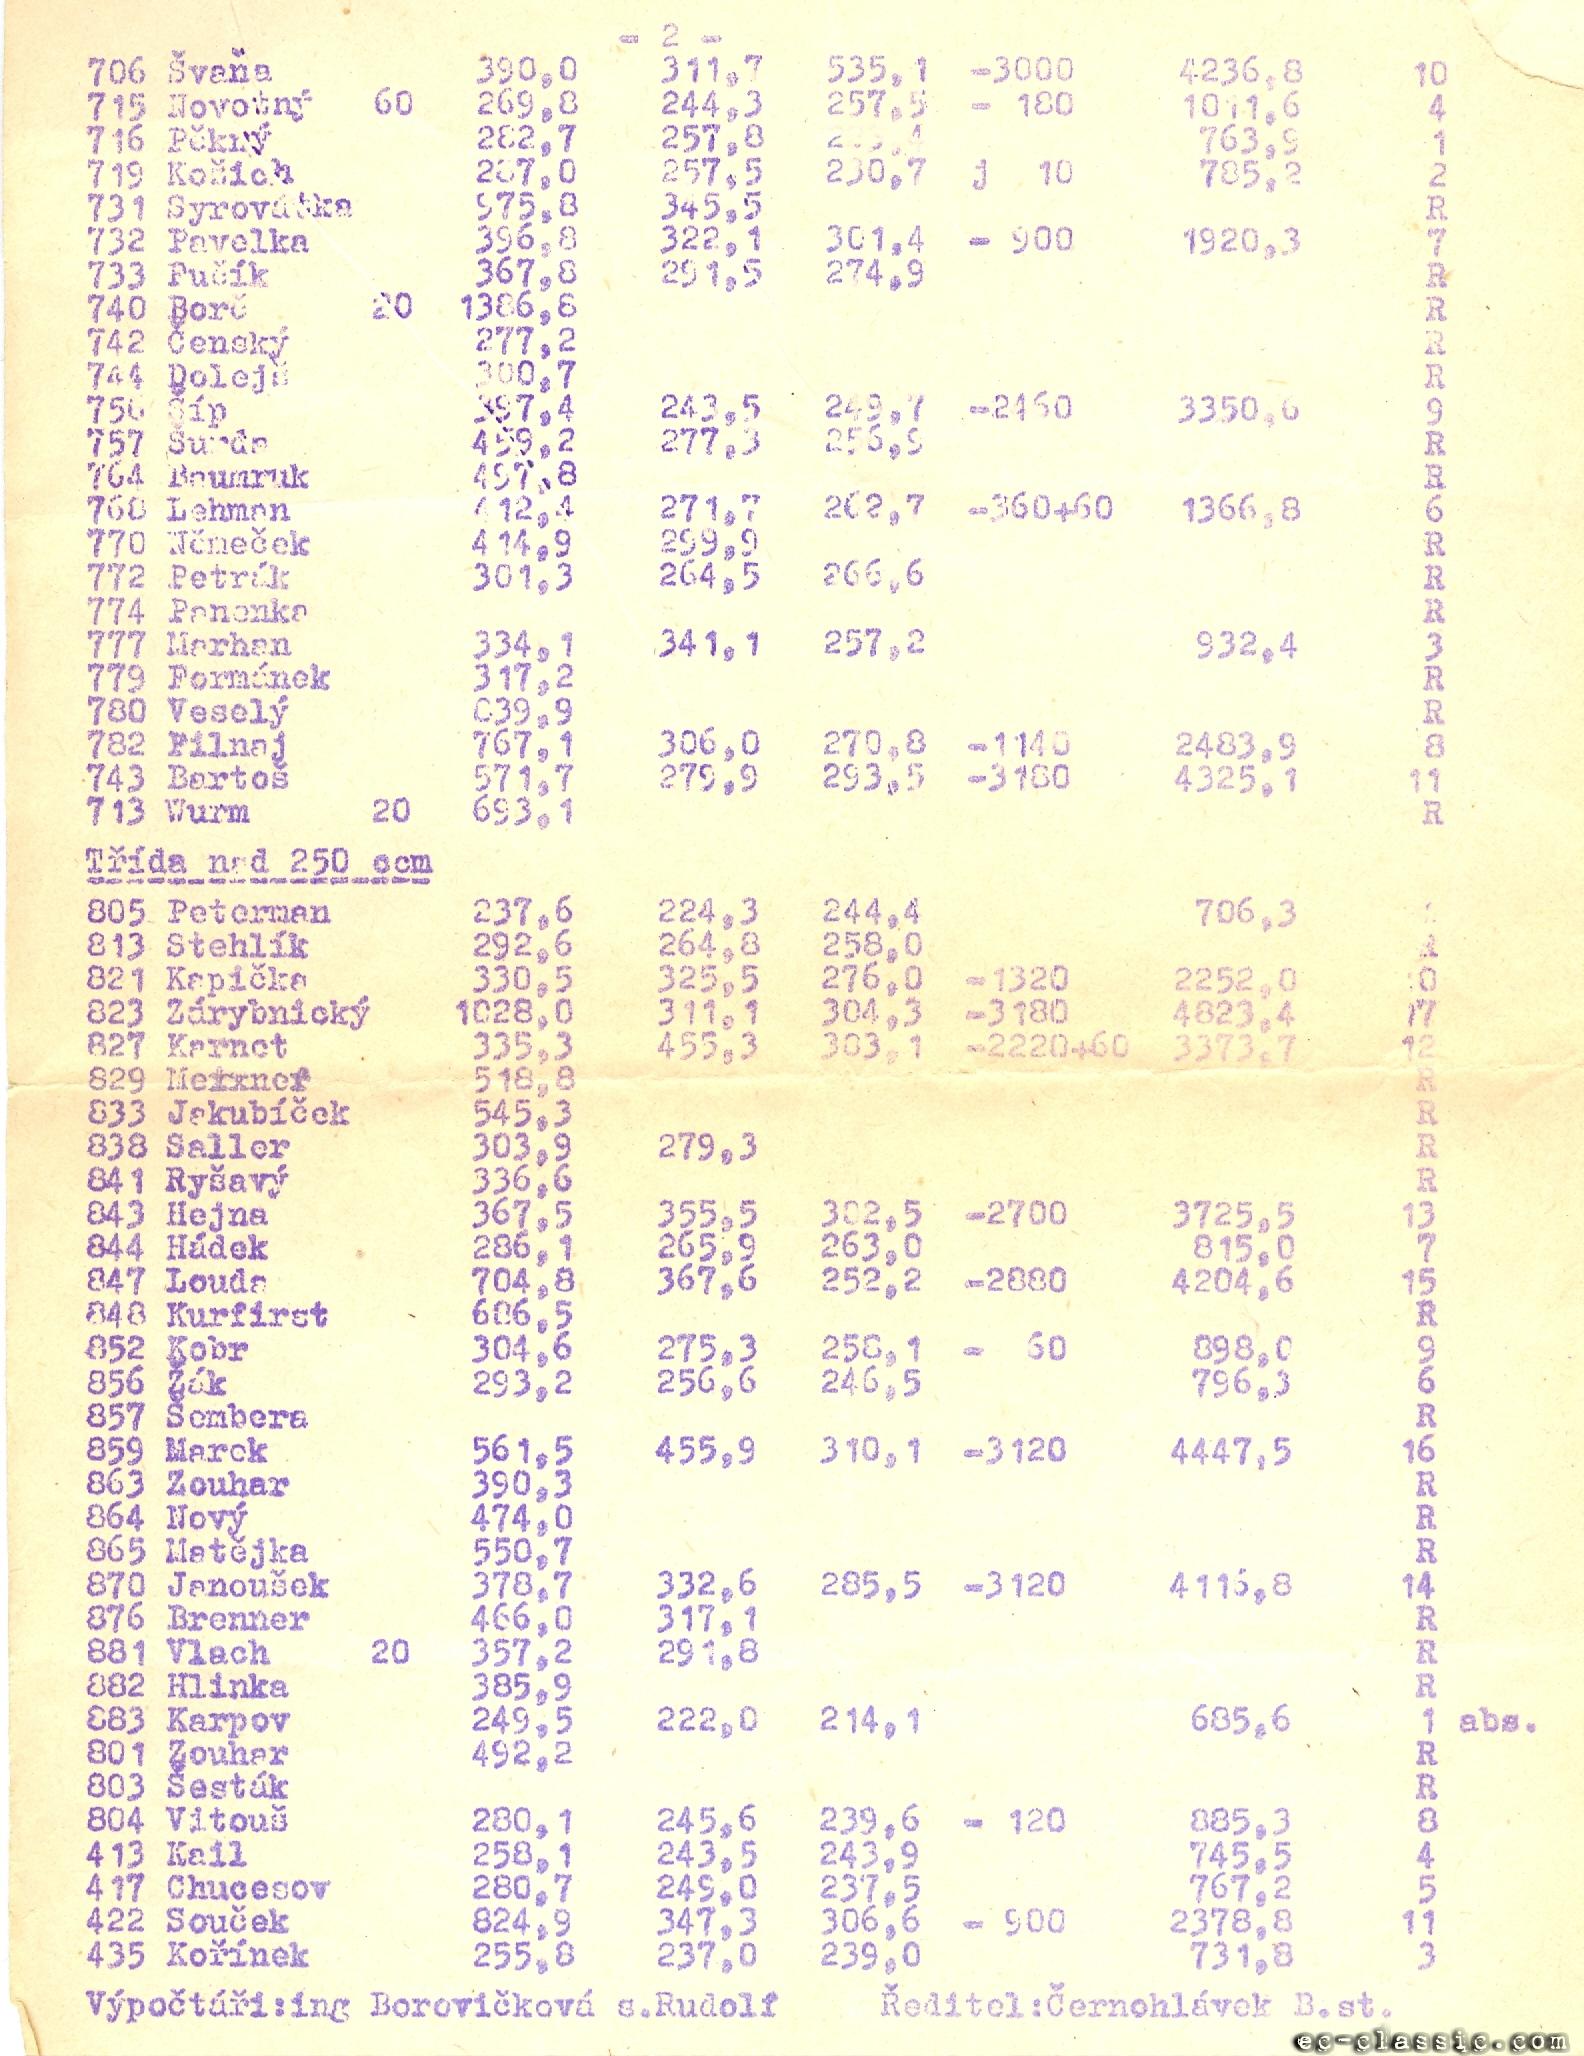 - 2 -
706 Švaňa 390,0 311,7 535,1 -3000 4236,8 10
715 Novotný 60 269,8 244,3 257,5 - 180 1011,6 4
716 Pěkný 282,7 257,8 763,9 1
719 Košich 287,0 257,5 230,7 j 10 785,2 2
731 Syrovátka 975,8 345,5 R
732 Pavelka 396,8 322,1 301,4 - 900 1920,3 7
733 Fučík 367,8 291,5 274,9 R
740 Borč 20 1386,8 R
742 Čenský 277,2 R
744 Dolejš 300,7 R
756 Šíp 397,4 243,5 249,7 -2460 3350,6 9
757 459,2 277,3 256,9 R
764 Baumruk 497,8 R
768 Lehman 412,4 271,7 262,7 -360+60 1366,8 6
770 Němeček 414,9 299,9 R
772 Petrák 301,3 264,5 266,6 R
774 Panenka R
777 Marhan 334,1 341,1 257,2 932,4 3
779 Formánek 317,2 R
780 Veselý 39,9 R
782 Filnaj 767,1 306,0 270,8 -1140 2483,9 8
743 Bartoš 571,7 279,9 293,5 -3180 4325,1 11
713 Wurm 20 693,1 R
Třída nad 250 ccm
805 Peterman 237,6 224,3 244,4 706,3
813 Stehlík 292,6 264,8 258,0
821 Kapička 330,5 325,5 276,0 -1320 2252,0 0
823 Zárybnický 1028,0 311,1 304,3 -3180 4823,4 17
827 Karnet 335,3 455,3 303,1 -2220+60 3373,7 12
829 Meixner 518,8 R
833 Jakubíček 545,3 R
838 Saller 303,9 279,3 R
841 Ryšavý 336,6 R
843 Hejna 367,5 355,5 302,5 -2700 3725,5 13
844 Hádek 286,1 265,9 263,0 815,0 7
847 Louda 704,8 367,6 252,2 -2880 4204,6 15
848 Kurfirst 686,5 R
852 Kobr 304,6 275,3 258,1 - 60 898,0 9
856 Žák 293,2 256,6 246,5 796,3 6
857 Šembera R
859 Marek 561,5 455,9 310,1 -3120 4447,5 16
863 Zouhar 390,3 R
864 Nový 474,0 R
865 Matějka 550,7 R
870 Janoušek 378,7 332,6 285,5 -3120 4116,8 14
876 Brenner 466,0 317,1 R
881 Vlach 20 357,2 291,8 R
882 Hlinka 385,9 R
883 Karpov 249,5 222,0 214,1 685,6 1 abs.
801 Zouhar 492,2 R
803 Šesták R
804 Vitouš 280,1 245,6 239,6 - 120 885,3 8
413 Kail 258,1 243,5 243,9 745,5 4
417 Chucesov 280,7 249,0 237,5 767,2 5
422 Souček 824,9 347,3 306,6 - 900 2378,8 11
435 Kořínek 255,8 237,0 239,0 731,8 3
Výpočtáři:ing Borovičková s.Rudolf Ředitel:Černohlávek B.st.
ec-classic.com